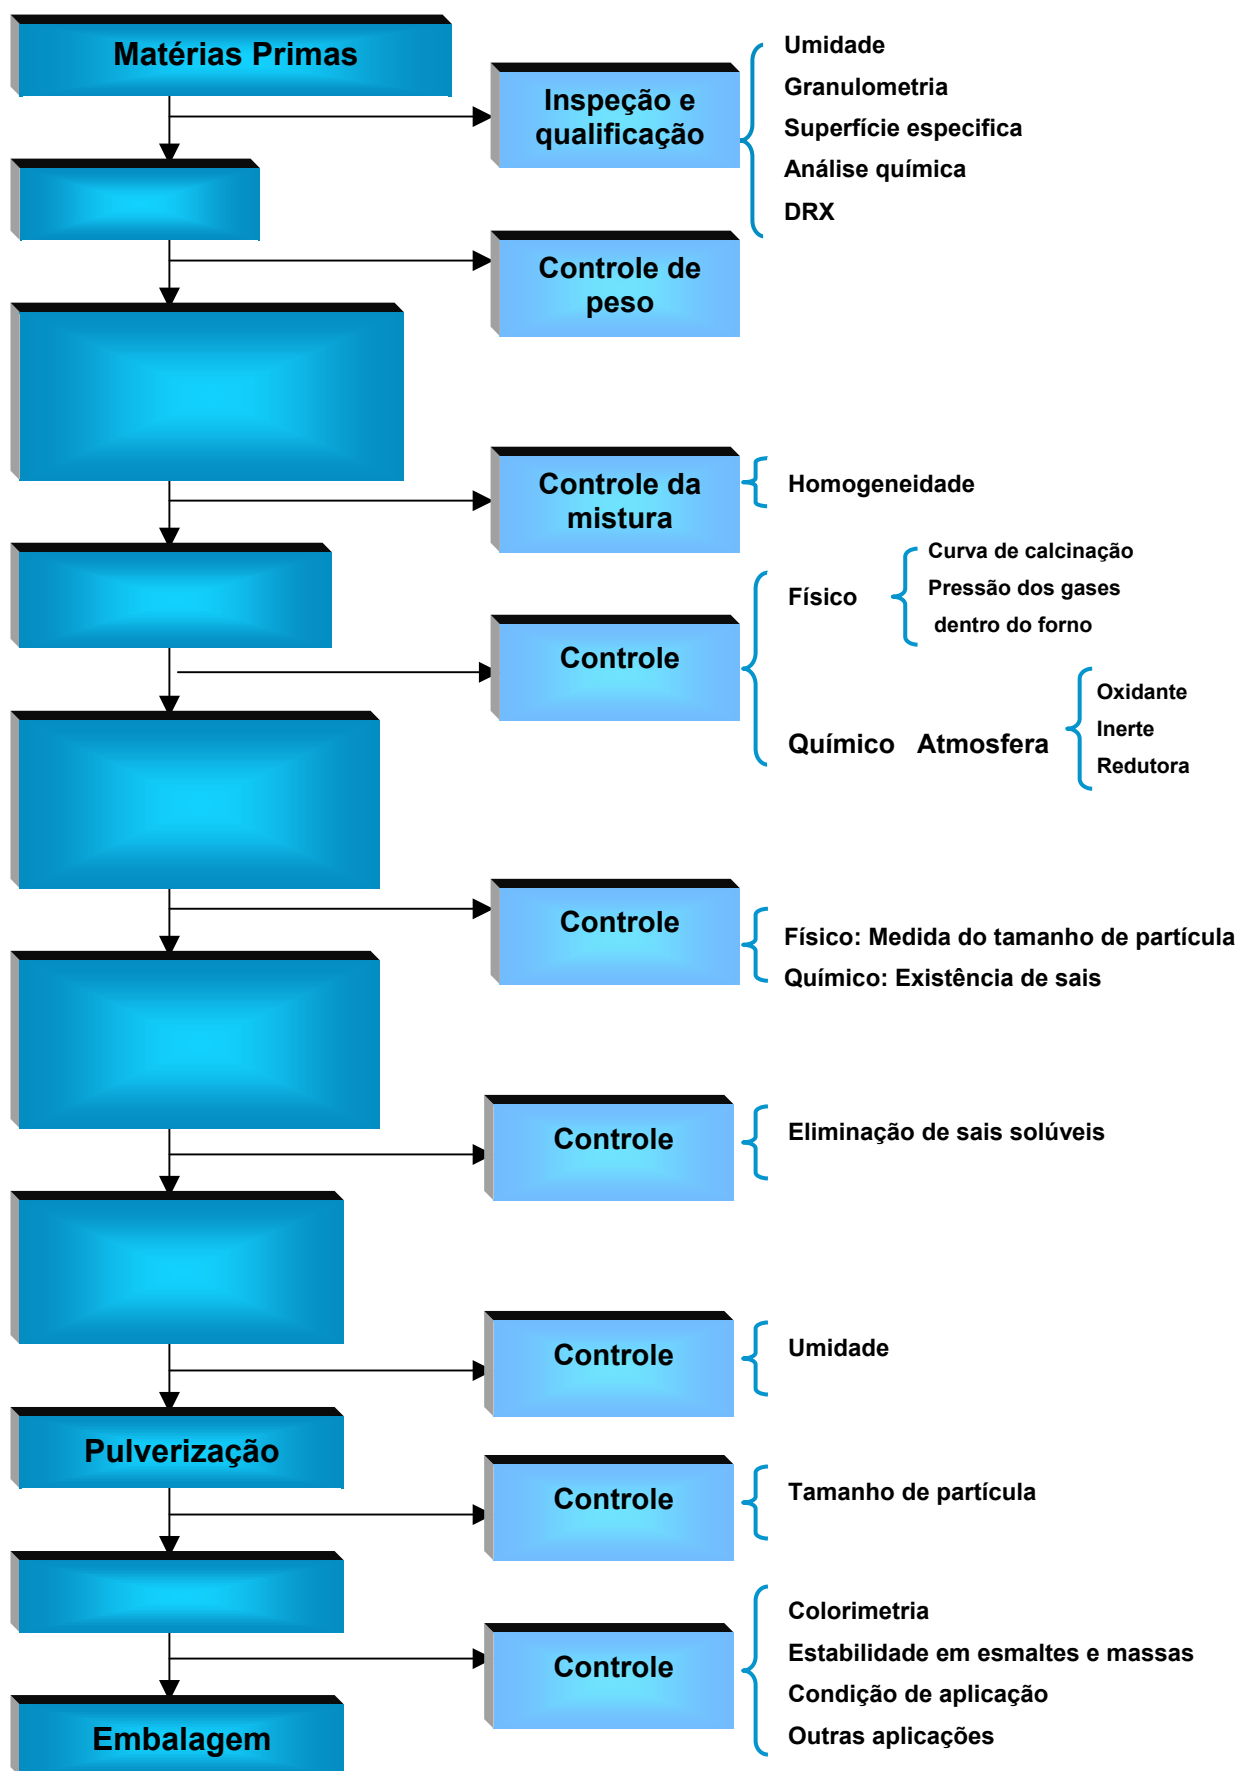 Matérias Primas
Inspeção e
qualificação
Umidade
Granulometria
Superfície especifica
Análise química
DRX
Controle de
peso
Controle da
mistura
Homogeneidade
Controle
Físico
Curva de calcinação
Pressão dos gases
dentro do forno
Químico Atmosfera
Oxidante
Inerte
Redutora
Controle
Físico: Medida do tamanho de partícula
Químico: Existência de sais
Controle
Eliminação de sais solúveis
Controle
Umidade
Pulverização
Controle
Tamanho de partícula
Controle
Colorimetria
Estabilidade em esmaltes e massas
Condição de aplicação
Outras aplicações
Embalagem